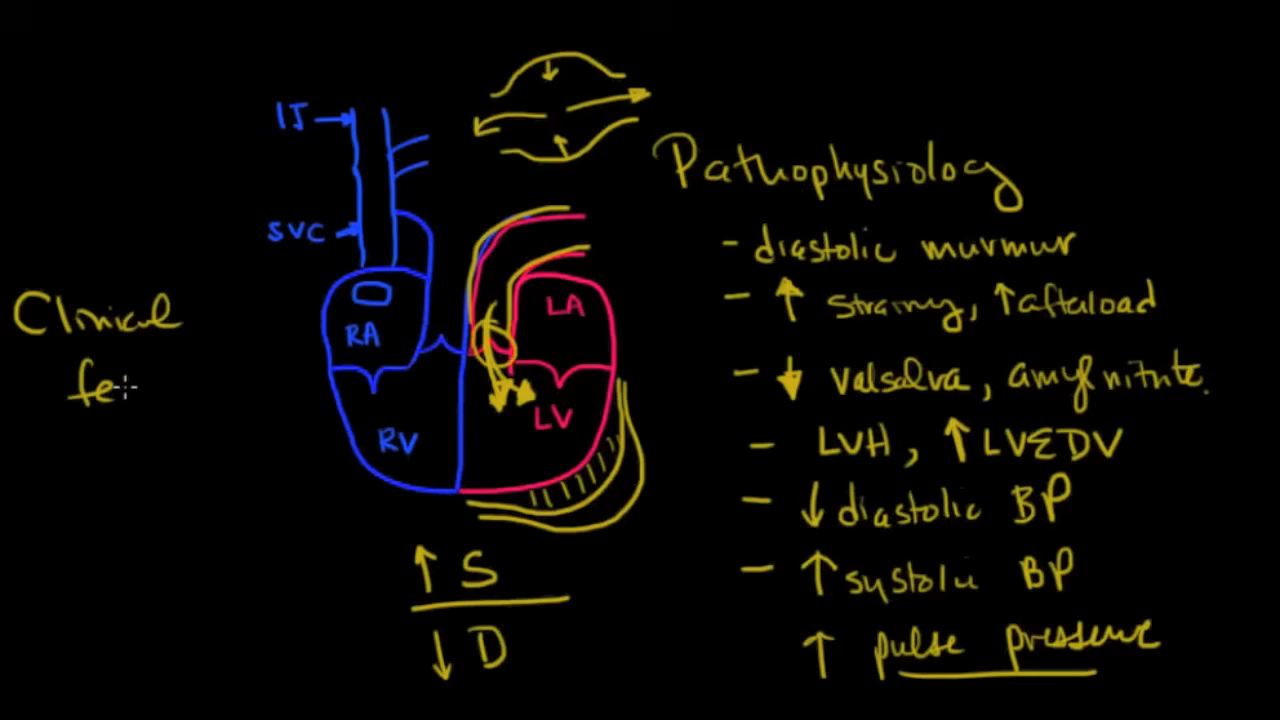 IJ
SVC
RA
RV
LA
LV
↑ S
↓ D
Clinical
fe
Pathophysiology
- diastolic murmur
- ↑ straining, ↑ afterload
- ↓ valsalva, amyl nitrite.
- LVH, ↑ LVEDV
- ↓ diastolic BP
- ↑ systolic BP
↑ pulse pressure